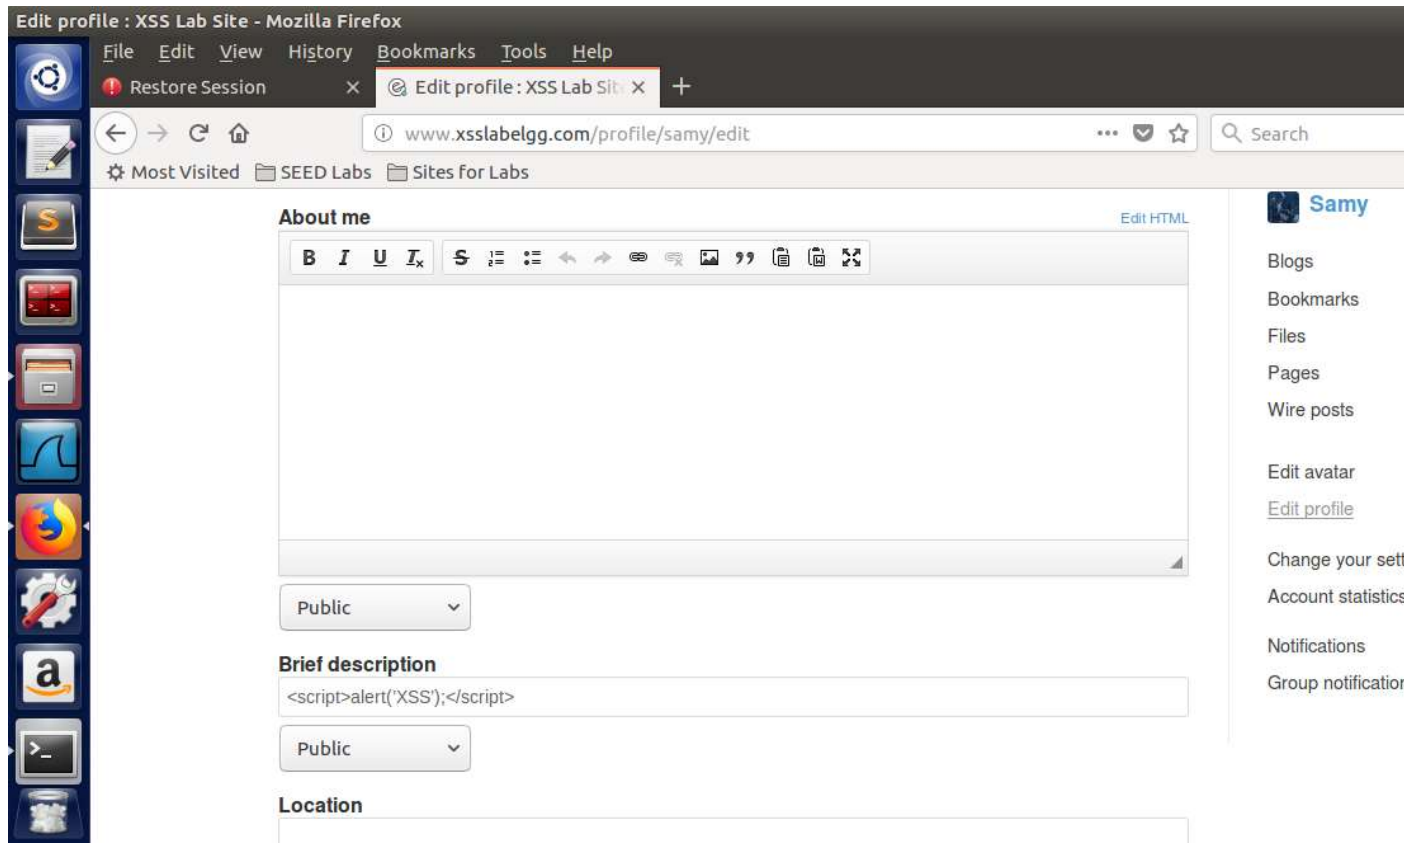 Edit profile : XSS Lab Site - Mozilla Firefox
File Edit View History Bookmarks Tools Help
Restore Session × Edit profile : XSS Lab Sit × +
www.xsslabelgg.com/profile/samy/edit Search
Most Visited SEED Labs Sites for Labs
About me Edit HTML
Samy
B I U Tx S
Blogs
Bookmarks
Files
Pages
Wire posts
Edit avatar
Edit profile
Change your sett
Account statistics
Notifications
Group notification
Public
Brief description
<script>alert('XSS');</script>
Public
Location